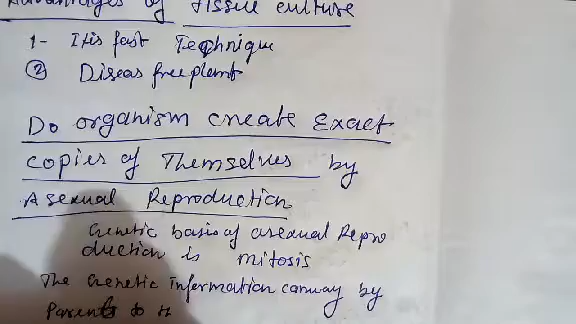 Advantages of tissue culture
1- It is fast Technique
② Diseas free plant
Do organism create Exact
copies of Themselves by
Asexual Reproduction
Genetic basis of asexual Repro
duction is mitosis
The Genetic Information canway by
Parents to